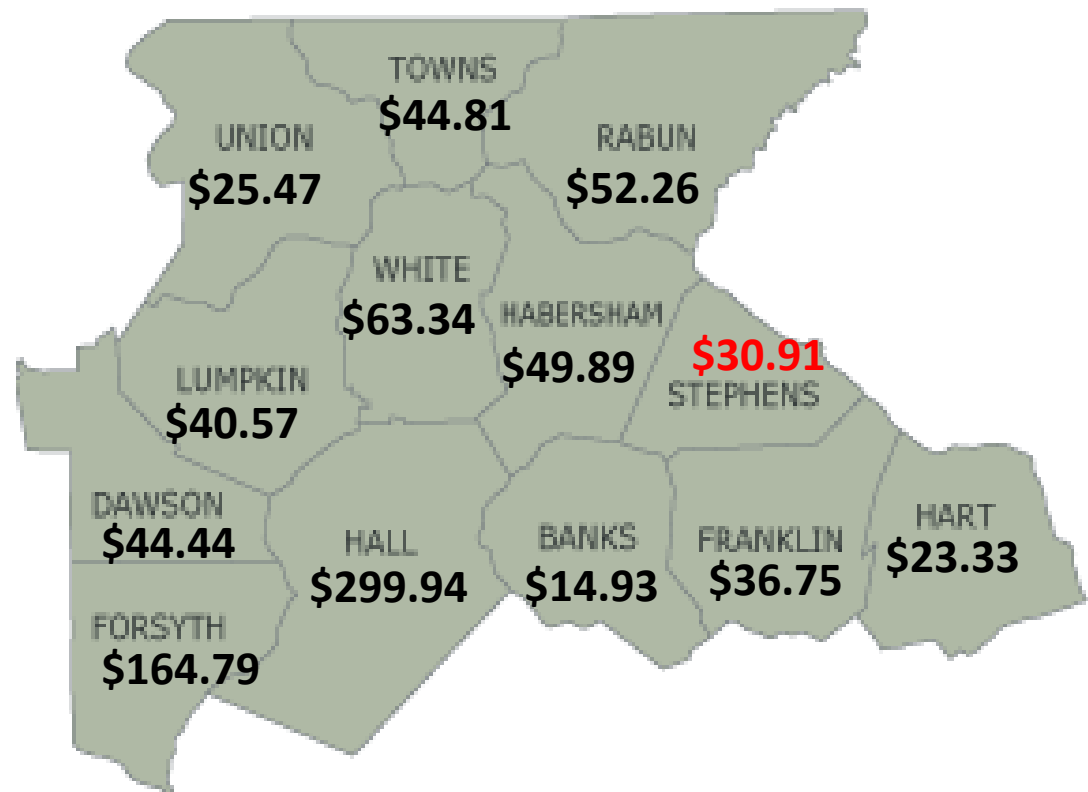 TOWNS
$44.81
UNION
$25.47
RABUN
$52.26
WHITE
$63.34
HABERSHAM
$49.89
$30.91
STEPHENS
LUMPKIN
$40.57
DAWSON
$44.44
HALL
$299.94
BANKS
$14.93
FRANKLIN
$36.75
HART
$23.33
FORSYTH
$164.79